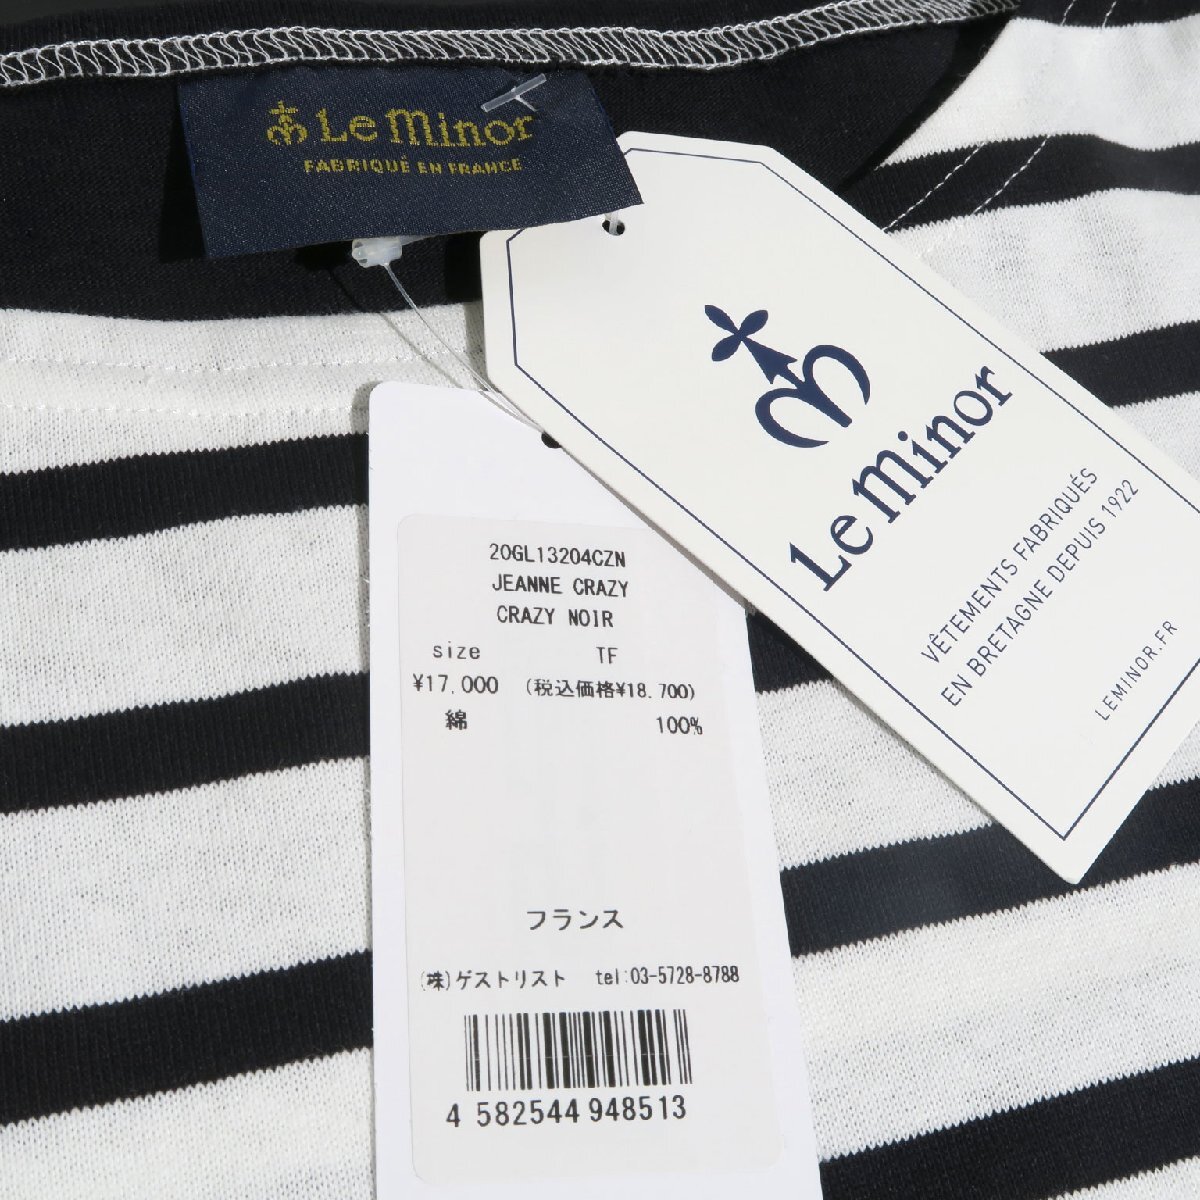 Le Minor
FABRIQUÉ EN FRANCE
Le Minor
VÊTEMENTS FABRIQUÉS
EN BRETAGNE DEPUIS 1922
LEMINOR.FR
20GL13204CZN
JEANNE CRAZY
CRAZY NOIR
size TF
¥17,000 (税込価格¥18,700)
綿 100%
フランス
(株)ゲストリスト tel:03-5728-8788
4 582544 948513